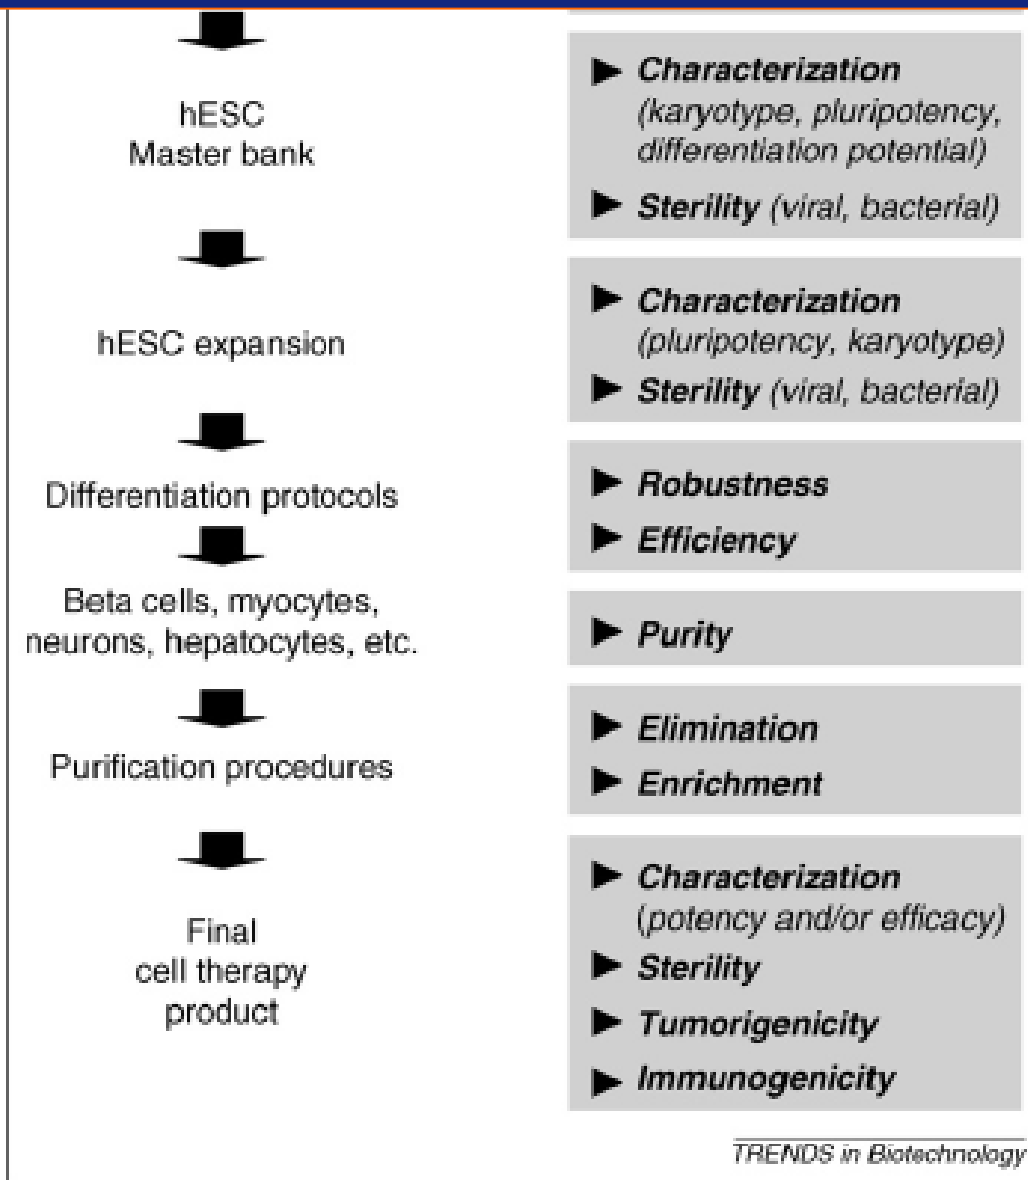 hESC
Master bank
► Characterization
(karyotype, pluripotency,
differentiation potential)
► Sterility (viral, bacterial)
hESC expansion
► Characterization
(pluripotency, karyotype)
► Sterility (viral, bacterial)
Differentiation protocols
► Robustness
► Efficiency
Beta cells, myocytes,
neurons, hepatocytes, etc.
► Purity
Purification procedures
► Elimination
► Enrichment
Final
cell therapy
product
► Characterization
(potency and/or efficacy)
► Sterility
► Tumorigenicity
► Immunogenicity
TRENDS in Biotechnology